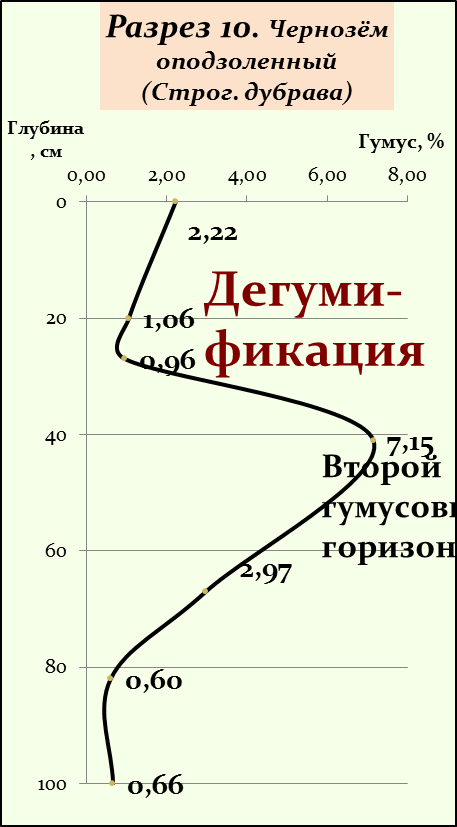 Разрез 10. Чернозём
оподзоленный
(Строг. дубрава)
Глубина
, см
Гумус, %
0,00 2,00 4,00 6,00 8,00
0
2,22
Дегуми-
20
1,06
фикация
0,96
40
7,15
Второй
гумусовы
горизон
60
2,97
80
0,60
100
0,66